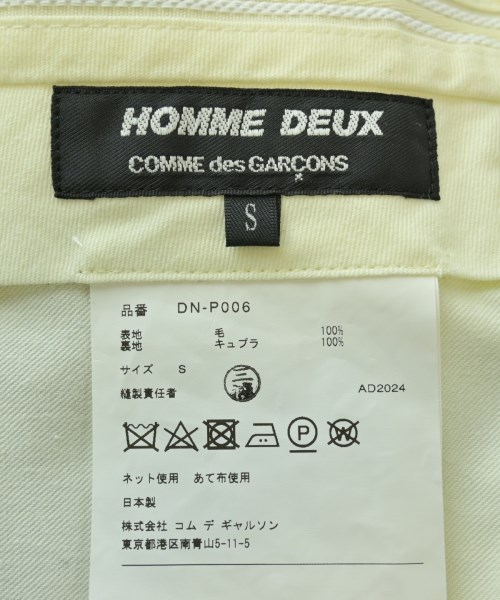 HOMME DEUX
COMME des GARÇONS
S
品番 DN-P006
表地 毛 100%
裏地 キュプラ 100%
サイズ S
縫製責任者 三 AD2024
P W
ネット使用 あて布使用
日本製
株式会社 コム デ ギャルソン
東京都港区南青山5-11-5